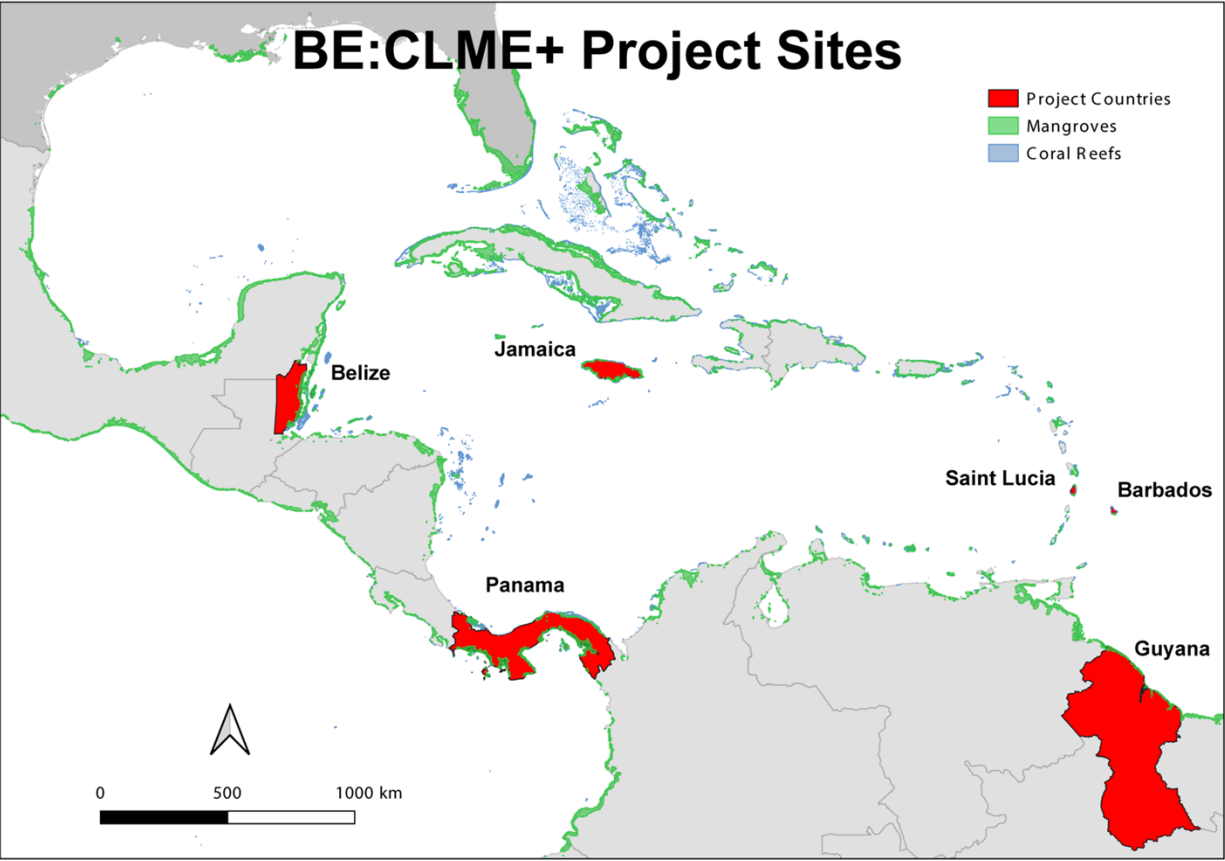 BE:CLME+ Project Sites
Project Countries
Mangroves
Coral Reefs
Jamaica
Belize
Saint Lucia
Barbados
Panama
Guyana
0 500 1000 km